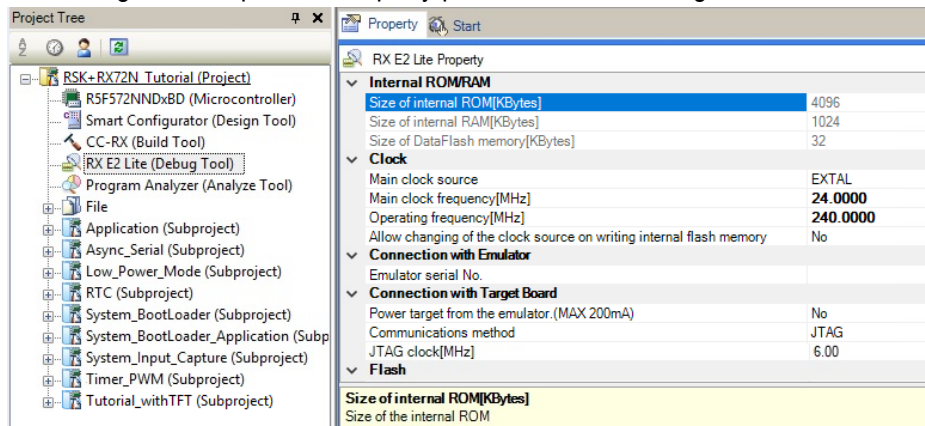 Project Tree
RSK+RX72N_Tutorial (Project)
R5F572NNDxBD (Microcontroller)
Smart Configurator (Design Tool)
CC-RX (Build Tool)
RX E2 Lite (Debug Tool)
Program Analyzer (Analyze Tool)
File
Application (Subproject)
Async_Serial (Subproject)
Low_Power_Mode (Subproject)
RTC (Subproject)
System_BootLoader (Subproject)
System_BootLoader_Application (Subp
System_Input_Capture (Subproject)
Timer_PWM (Subproject)
Tutorial_withTFT (Subproject)
Property Start
RX E2 Lite Property
Internal ROM/RAM
Size of internal ROM[KBytes] 4096
Size of internal RAM[KBytes] 1024
Size of DataFlash memory[KBytes] 32
Clock
Main clock source EXTAL
Main clock frequency[MHz] 24.0000
Operating frequency[MHz] 240.0000
Allow changing of the clock source on writing internal flash memory No
Connection with Emulator
Emulator serial No.
Connection with Target Board
Power target from the emulator.(MAX 200mA) No
Communications method JTAG
JTAG clock[MHz] 6.00
Flash
Size of internal ROM[KBytes]
Size of the internal ROM